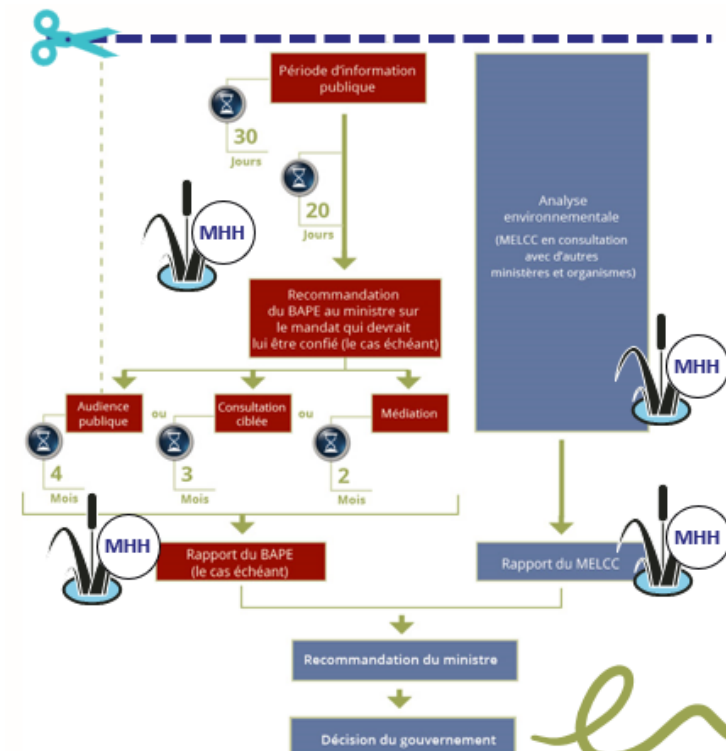 Période d'information
publique
30
Jours
20
Jours
MHH
Analyse
environnementale
(MELCC en consultation
avec d'autres
ministères et organismes)
Recommandation
du BAPE au ministre sur
le mandat qui devrait
lui être confié (le cas échéant)
MHH
Audience
publique
ou
Consultation
ciblée
ou
Médiation
4
Mois
3
Mois
2
Mois
MHH
Rapport du BAPE
(le cas échéant)
Rapport du MELCC
MHH
Recommandation du ministre
Décision du gouvernement